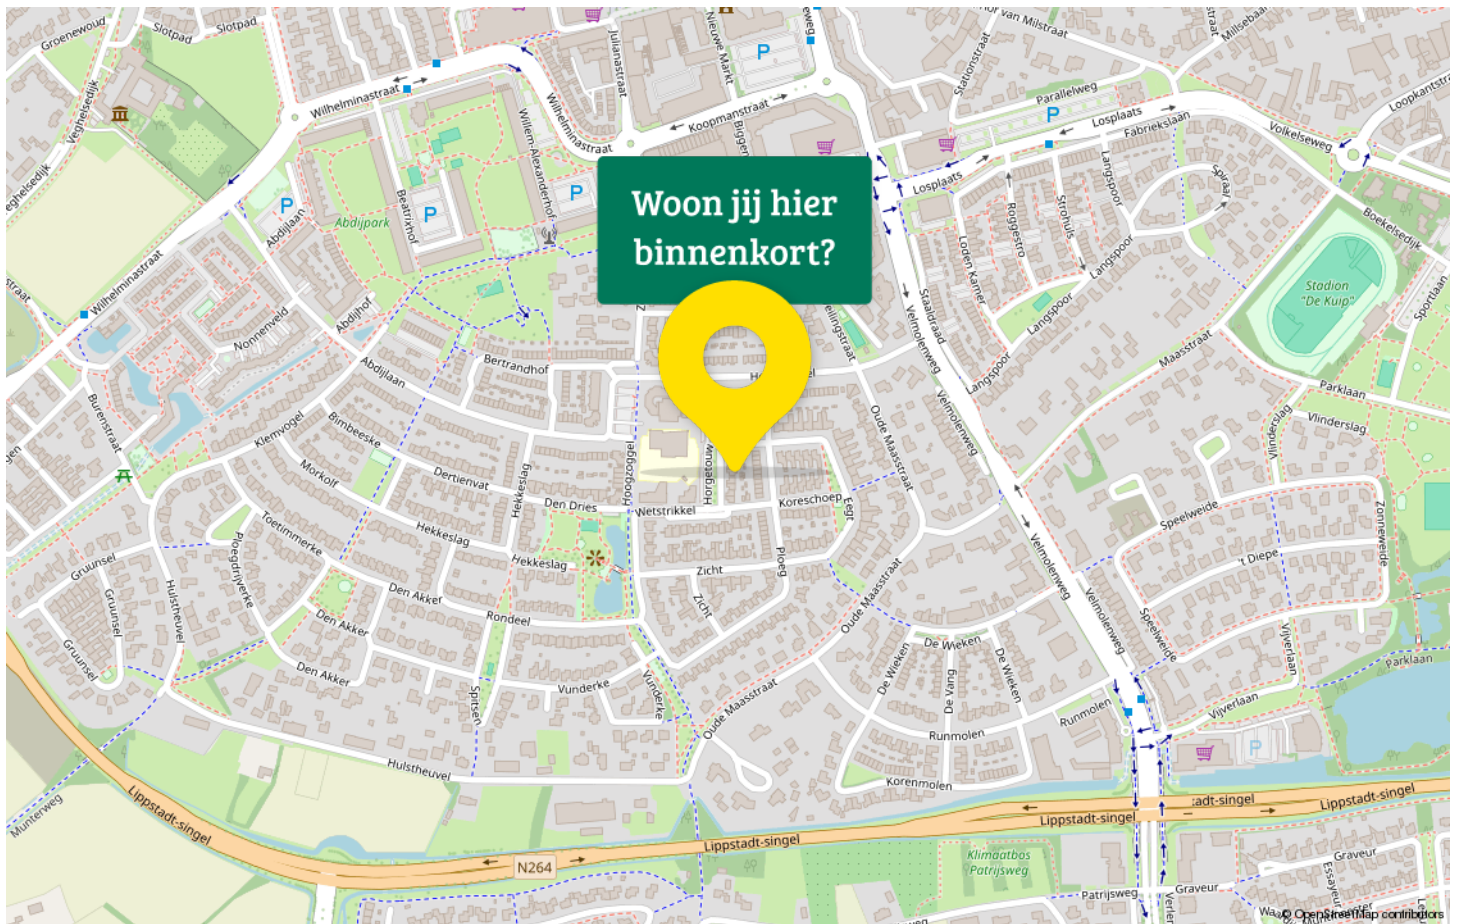 Groenewoud
Slotpad
Slotpad
Veghelsedijk
Wilhelminastraat
Wilhelminastraat
Julianastraat
Nieuwe Markt
P
Koopmanstraat
Stationstraat
Parallelweg
P
Losplaats
Fabriekslaan
Volkelseweg
Losplaats
Langspoor
Spiraal
Strohuls
Roggestro
Loden Kamer
Langspoor
Langspoor
Langspoor
Boekelsedijk
Sportlaan
Stadion
"De Kuip"
Willem-Alexanderhof
P
P
P
Abdijpark
Beatrixhof
Abdijlaan
Wilhelminastraat
Woon jij hier
binnenkort?
Staaldraad
Velmolenweg
Velmolenweg
Nonnenveld
Abdijhof
Abdijlaan
Bertrandhof
Burenstraat
Klemvogel
Bimbeeske
Morkolf
Dertienvat
Hekkeslag
Hekkeslag
Hekkeslag
Den Dries
Hoogzoggel
Wetstrikkel
Horgetouw
Koreschoep
Eegt
Oude Maasstraat
Oude Maasstraat
Oude Maasstraat
Maasstraat
Parklaan
Vlinderslag
Vlinderslag
Speelweide
Zonneweide
't Diepe
Speelweide
Velmolenweg
Velmolenweg
Vijverlaan
Vijverlaan
Parklaan
Toetimmerke
Ploegdrijverke
Gruunsel
Gruunsel
Gruunsel
Hulstheuvel
Den Akker
Den Akker
Den Akker
Rondeel
Zicht
Zicht
Ploeg
Vunderke
Vunderke
Spitsen
De Wieken
De Wieken
De Wieken
De Vang
Runmolen
Runmolen
Korenmolen
P
Hulstheuvel
Munterweg
Lippstadt-singel
Lippstadt-singel
Lippstadt-singel
Lippstadt-singel
N264
Klimaatbos
Patrijsweg
Patrijsweg
Graveur
Graveur
© OpenStreetMap contributors